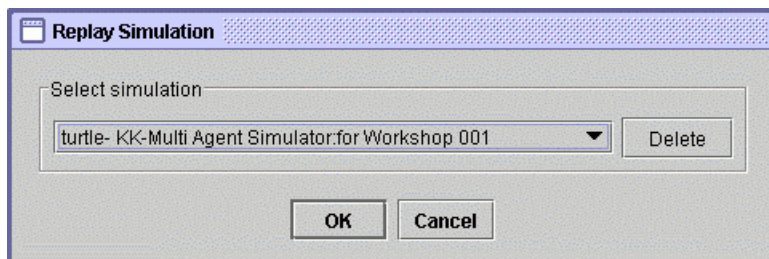 Replay Simulation
Select simulation
turtle- KK-Multi Agent Simulator:for Workshop 001
Delete
OK
Cancel